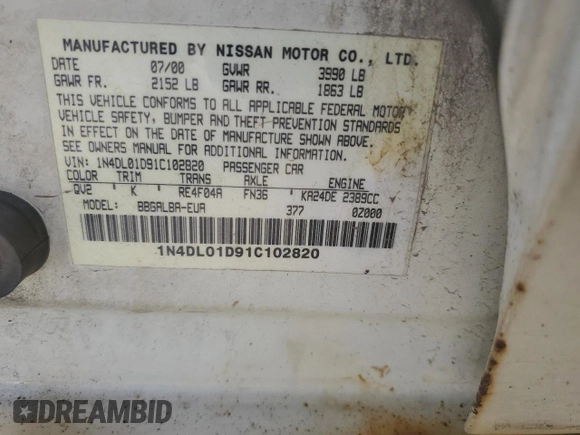 MANUFACTURED BY NISSAN MOTOR CO., LTD.
DATE 07/00 GVWR 3990 LB
GAWR FR. 2152 LB GAWR RR. 1863 LB
THIS VEHICLE CONFORMS TO ALL APPLICABLE FEDERAL MOTOR
VEHICLE SAFETY, BUMPER AND THEFT PREVENTION STANDARDS
IN EFFECT ON THE DATE OF MANUFACTURE SHOWN ABOVE.
SEE OWNERS MANUAL FOR ADDITIONAL INFORMATION.
VIN: 1N4DL01D91C102820 PASSENGER CAR
COLOR TRIM TRANS AXLE ENGINE
QV2 K RE4F04A FN36 KA24DE 2389CC
MODEL: BBGALBA-EUA 377 0Z000
1N4DL01D91C102820
DREAMBID